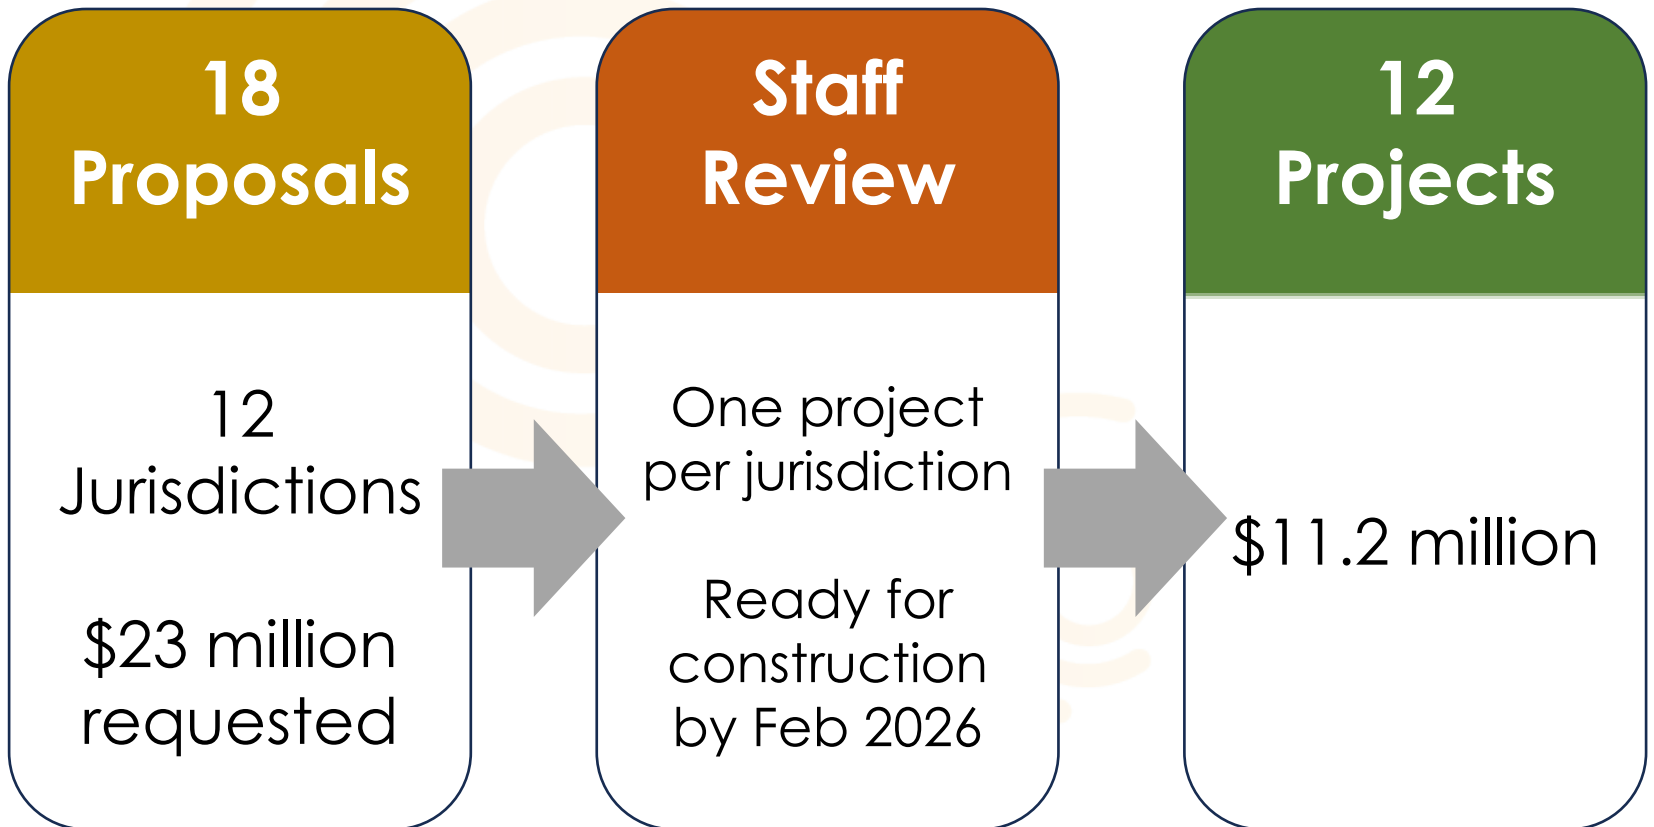 18
Proposals
12
Jurisdictions
$23 million
requested
Staff
Review
One project
per jurisdiction
Ready for
construction
by Feb 2026
12
Projects
$11.2 million